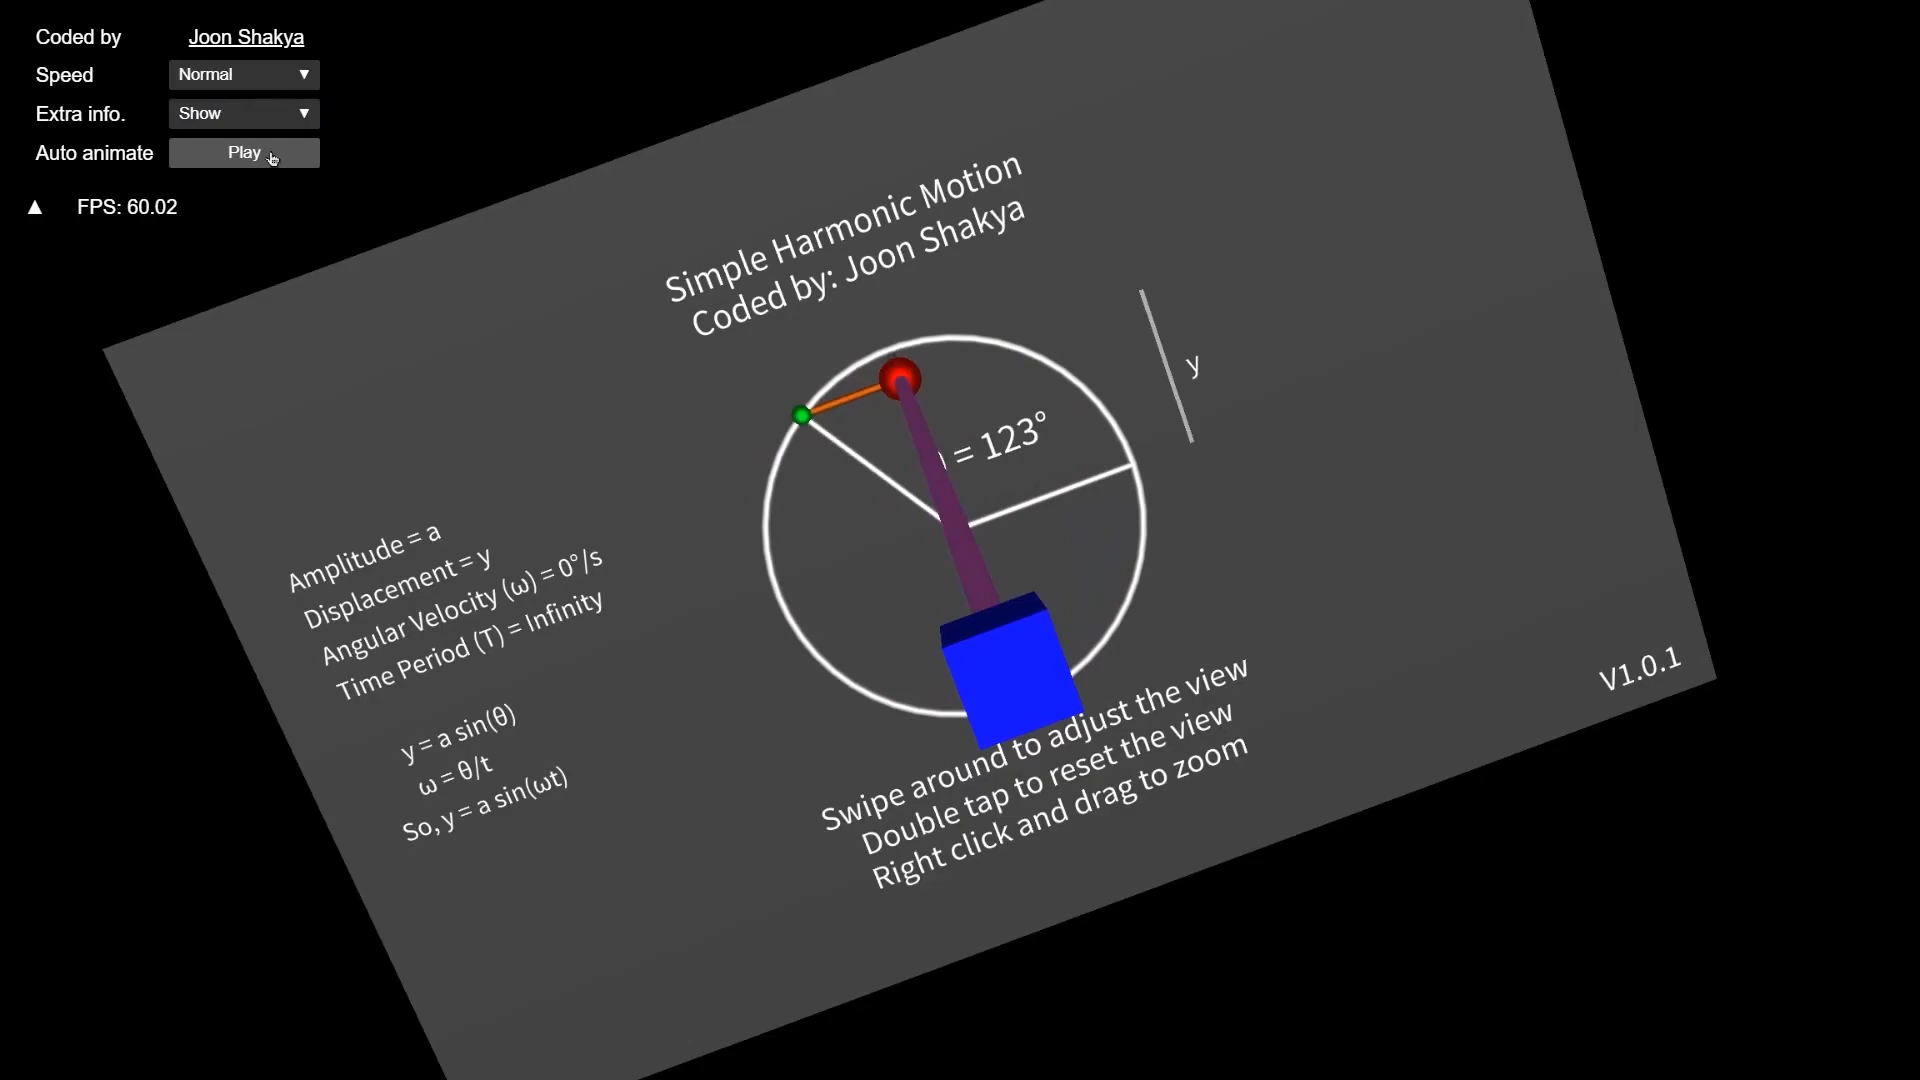 Coded by Joon Shakya
Speed Normal ▼
Extra info. Show ▼
Auto animate Play
▲ FPS: 60.02
Simple Harmonic Motion
Coded by: Joon Shakya
y
= 123°
Amplitude = a
Displacement = y
Angular Velocity (ω) = 0°/s
Time Period (T) = Infinity
y = a sin(θ)
ω = θ/t
So, y = a sin(ωt)
Swipe around to adjust the view
Double tap to reset the view
Right click and drag to zoom
V1.0.1